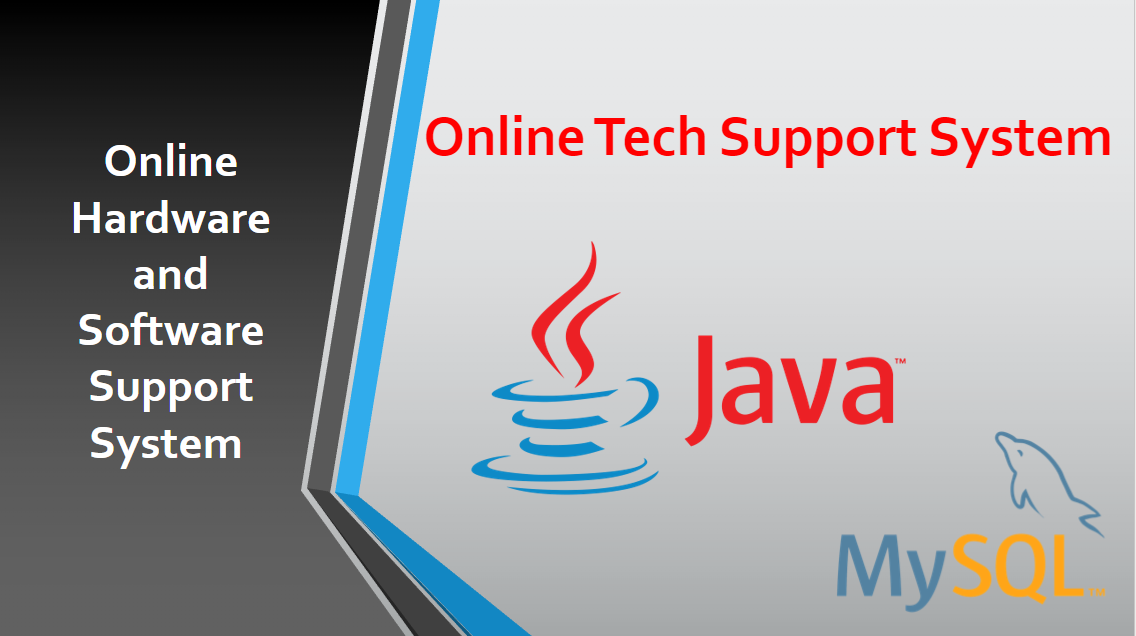 Online
Hardware
and
Software
Support
System
Online Tech Support System
Java™
MySQL™